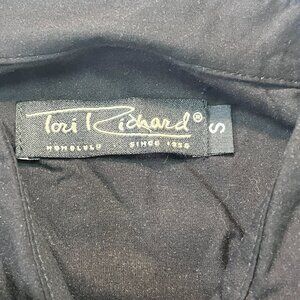 Tori Richard®
HONOLULU SINCE 1956
S